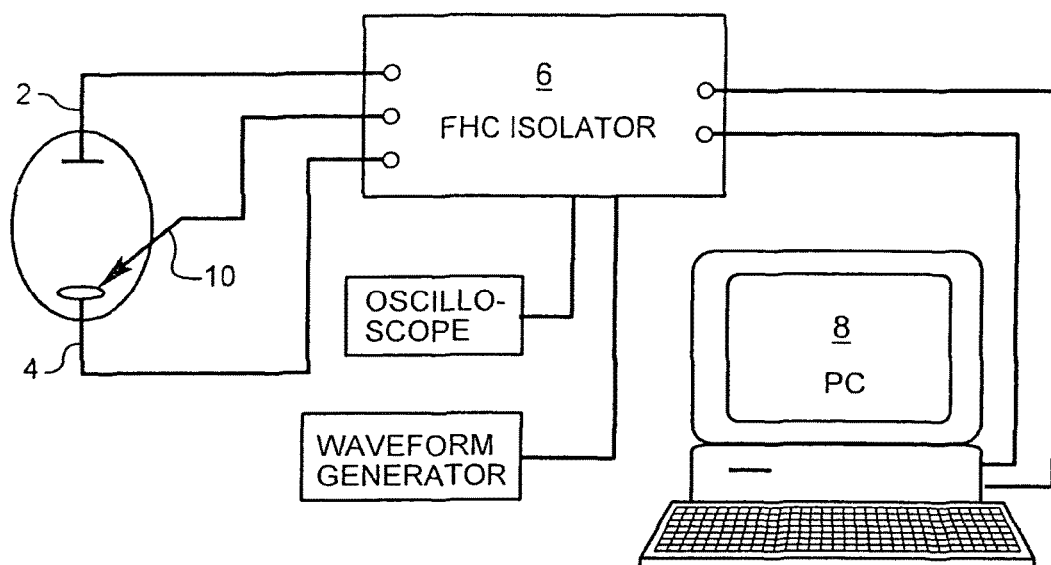 2
6
FHC ISOLATOR
10
4
OSCILLO-
SCOPE
8
PC
WAVEFORM
GENERATOR